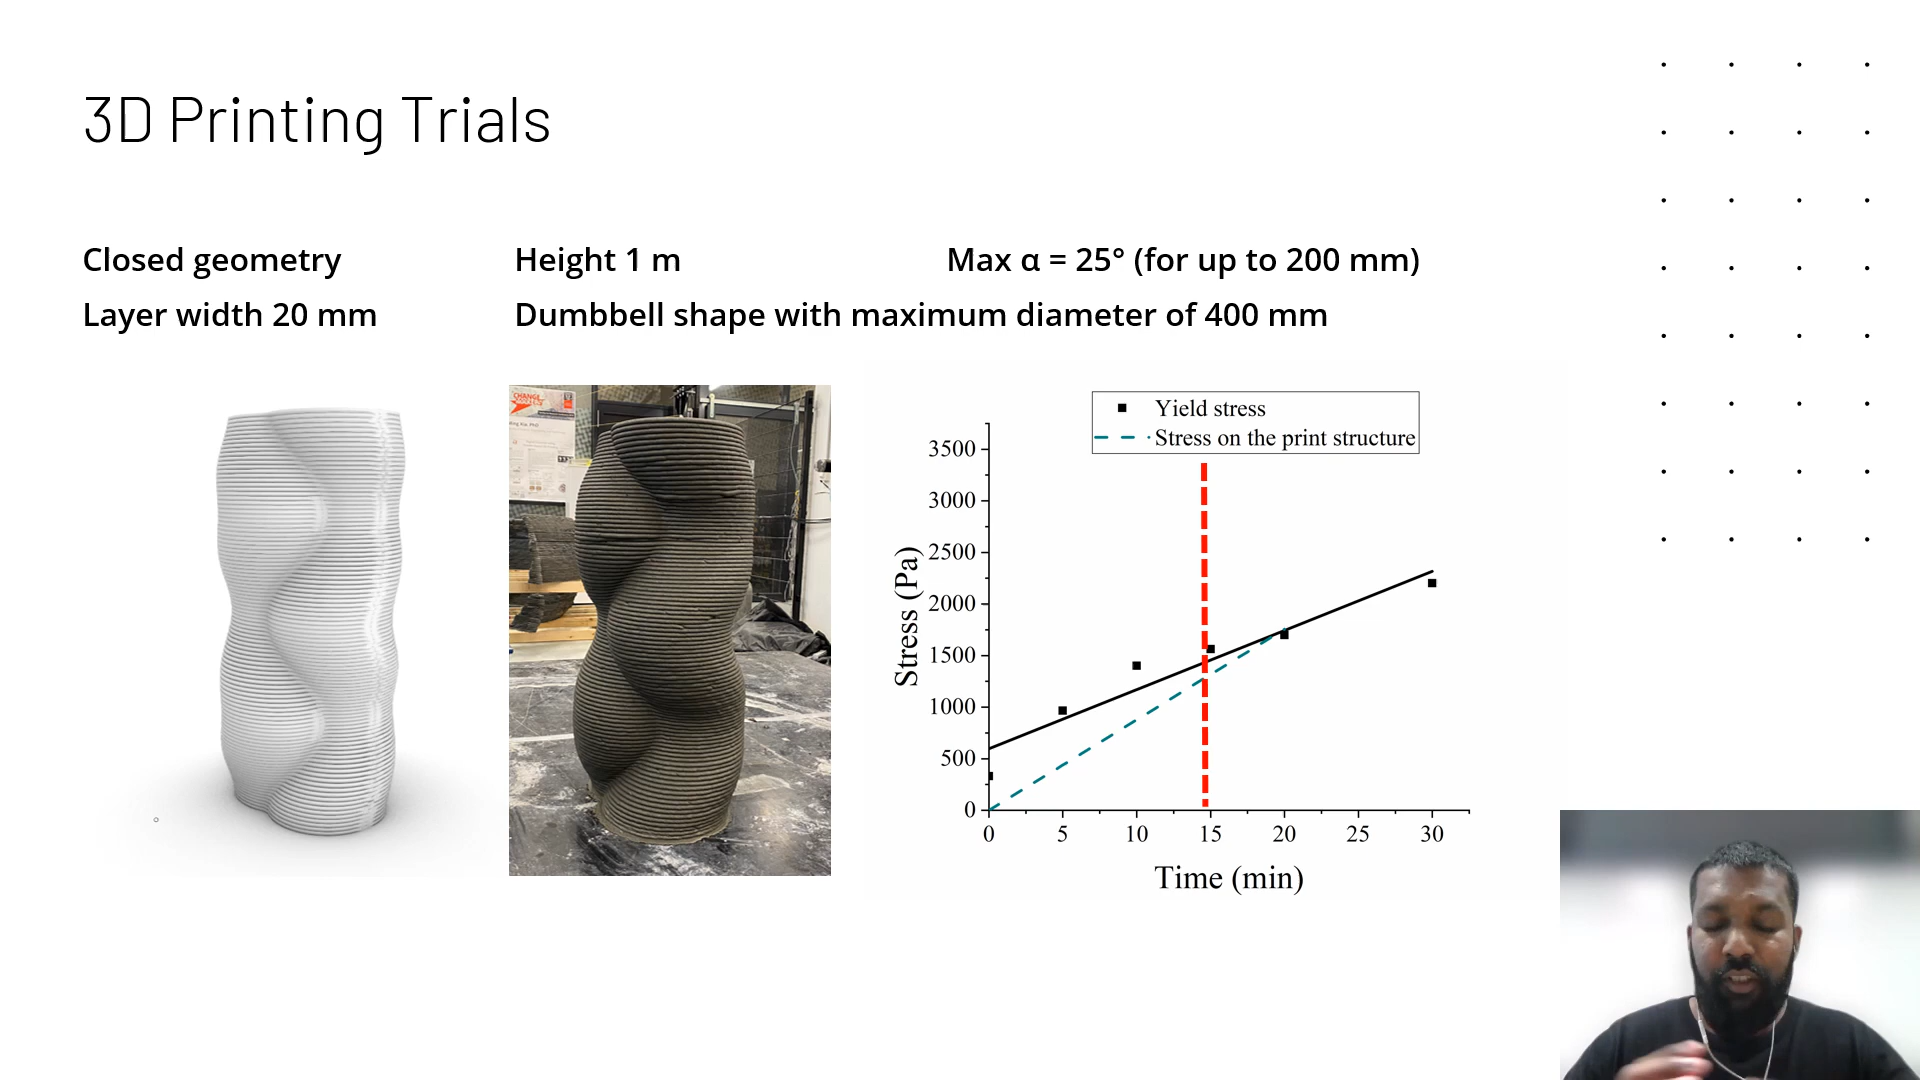 3D Printing Trials
Closed geometry
Height 1 m
Max α = 25° (for up to 200 mm)
Layer width 20 mm
Dumbbell shape with maximum diameter of 400 mm
CHANGE
Yield stress
Stress on the print structure
3500
3000
2500
2000
1500
1000
500
0
Stress (Pa)
0 5 10 15 20 25 30
Time (min)